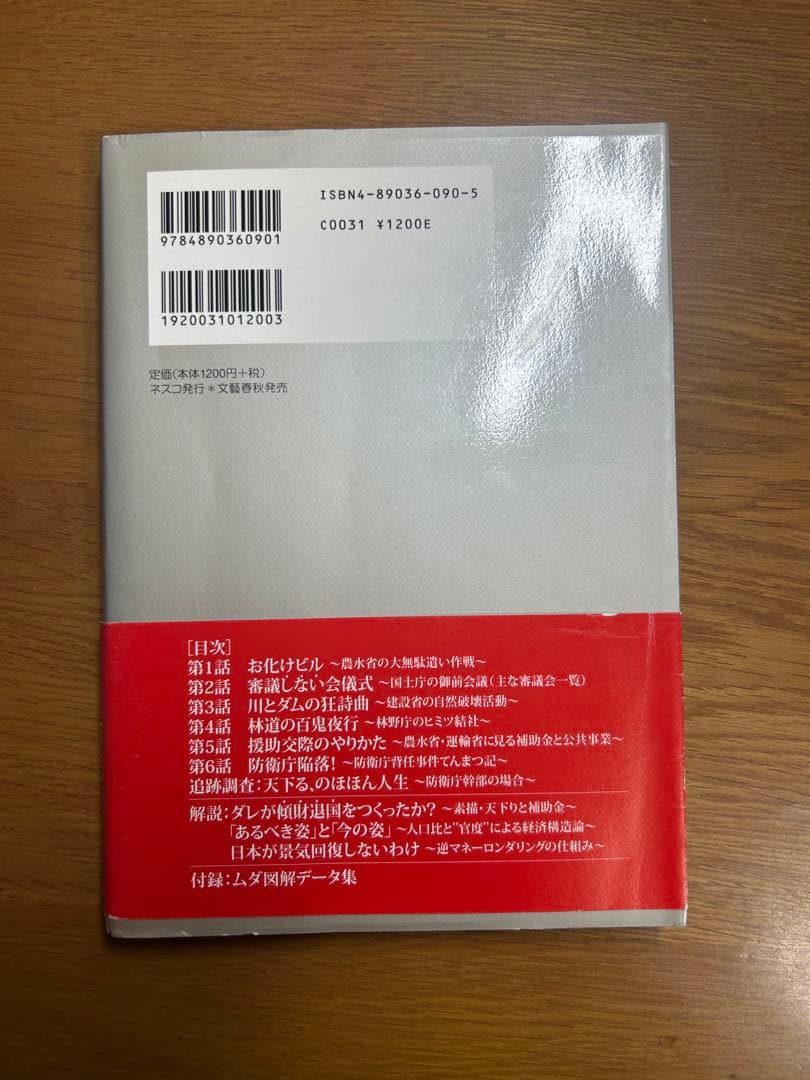 ISBN4-89036-090-5
C0031 ¥1200E
9784890360901
1920031012003
定価(本体1200円+税)
ネスコ発行*文藝春秋発売
[目次]
第1話 お化けビル ~農水省の大無駄遣い作戦~
第2話 審議しない会儀式 ~国土庁の御前会議(主な審議会一覧)
第3話 川とダムの狂詩曲 ~建設省の自然破壊活動~
第4話 林道の百鬼夜行 ~林野庁のヒミツ結社~
第5話 援助交際のやりかた ~農水省・運輸省に見る補助金と公共事業~
第6話 防衛庁陥落! ~防衛庁背任事件てんまつ記~
追跡調査:天下る、のほほん人生 ~防衛庁幹部の場合~
解説:ダレが傾財退国をつくったか? ~素描・天下りと補助金~
「あるべき姿」と「今の姿」 ~人口比と"官度"による経済構造論~
日本が景気回復しないわけ ~逆マネーロンダリングの仕組み~
付録:ムダ図解データ集